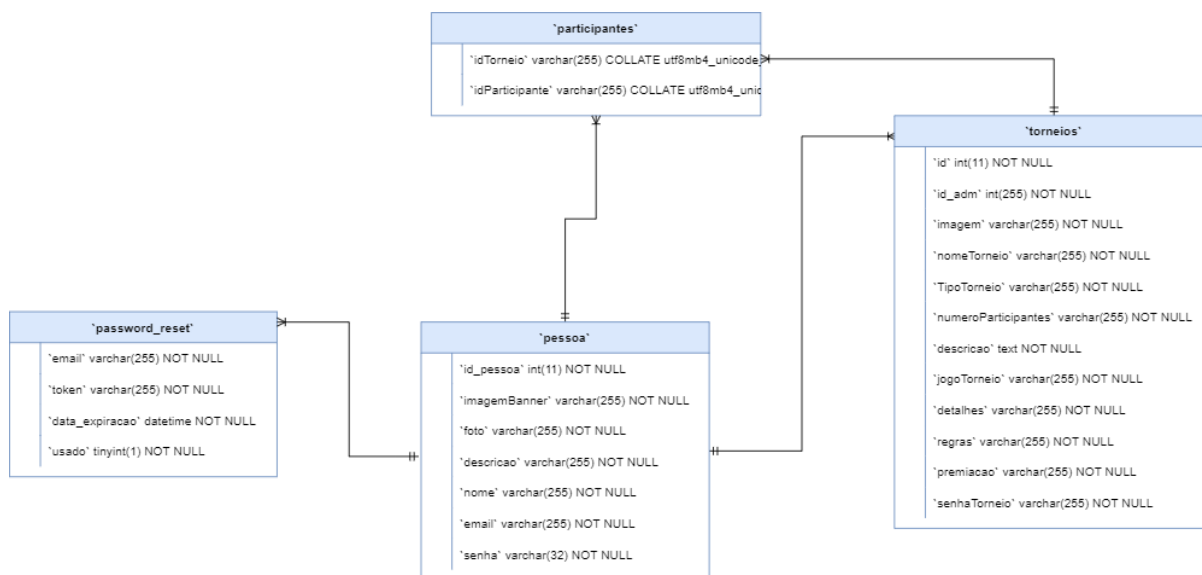 `participantes`
`idTorneio` varchar(255) COLLATE utf8mb4_unicode_
`idParticipante` varchar(255) COLLATE utf8mb4_unic
`torneios`
`id` int(11) NOT NULL
`id_adm` int(255) NOT NULL
`imagem` varchar(255) NOT NULL
`nomeTorneio` varchar(255) NOT NULL
`TipoTorneio` varchar(255) NOT NULL
`numeroParticipantes` varchar(255) NOT NULL
`descricao` text NOT NULL
`jogoTorneio` varchar(255) NOT NULL
`detalhes` varchar(255) NOT NULL
`regras` varchar(255) NOT NULL
`premiacao` varchar(255) NOT NULL
`senhaTorneio` varchar(255) NOT NULL
`password_reset`
`email` varchar(255) NOT NULL
`token` varchar(255) NOT NULL
`data_expiracao` datetime NOT NULL
`usado` tinyint(1) NOT NULL
`pessoa`
`id_pessoa` int(11) NOT NULL
`imagemBanner` varchar(255) NOT NULL
`foto` varchar(255) NOT NULL
`descricao` varchar(255) NOT NULL
`nome` varchar(255) NOT NULL
`email` varchar(255) NOT NULL
`senha` varchar(32) NOT NULL